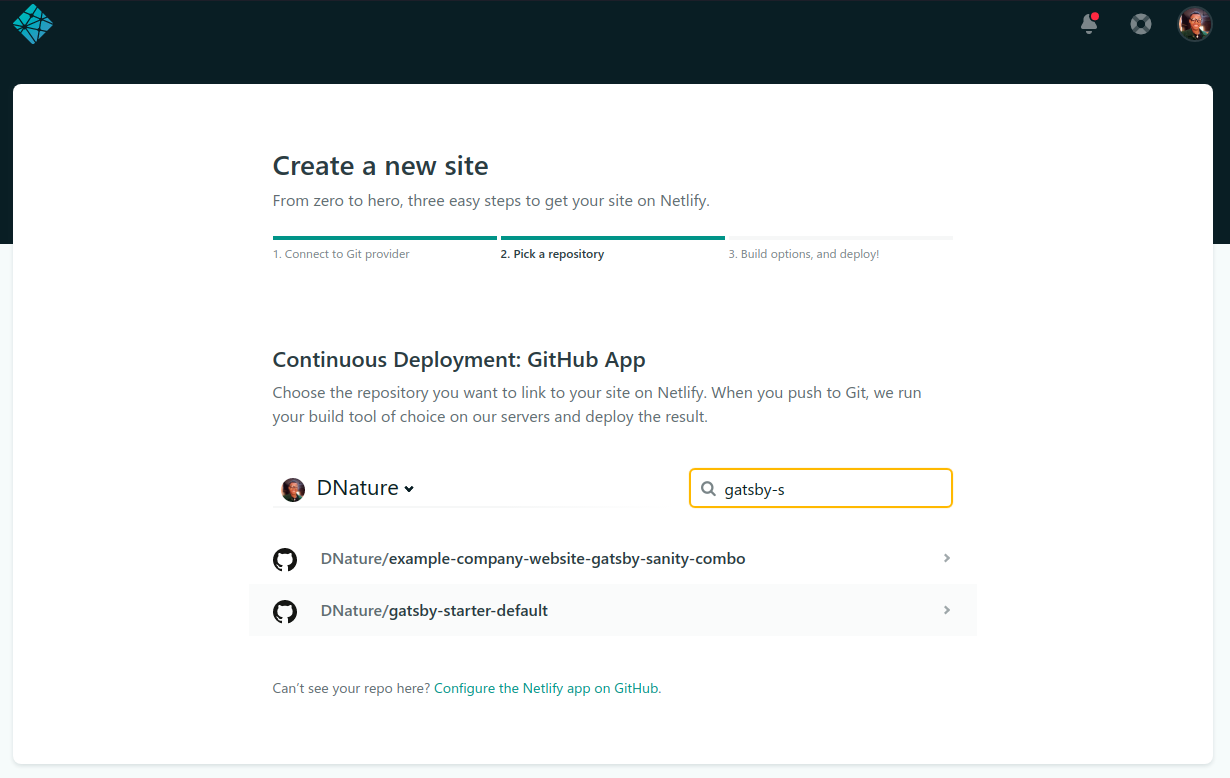 Create a new site
From zero to hero, three easy steps to get your site on Netlify.
1. Connect to Git provider
2. Pick a repository
3. Build options, and deploy!
Continuous Deployment: GitHub App
Choose the repository you want to link to your site on Netlify. When you push to Git, we run
your build tool of choice on our servers and deploy the result.
DNature
gatsby-s
DNature/example-company-website-gatsby-sanity-combo
DNature/gatsby-starter-default
Can’t see your repo here? Configure the Netlify app on GitHub.